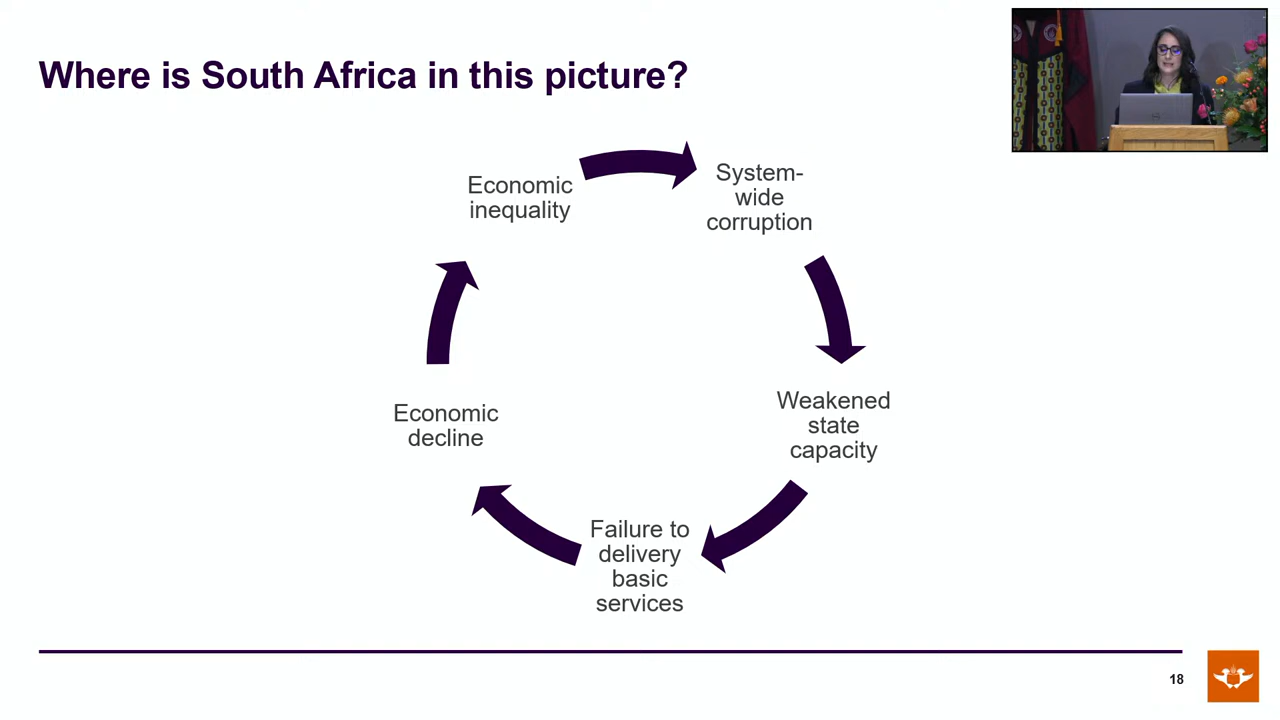 Where is South Africa in this picture?
Economic
inequality
System-
wide
corruption
Weakened
state
capacity
Failure to
delivery
basic
services
Economic
decline
18